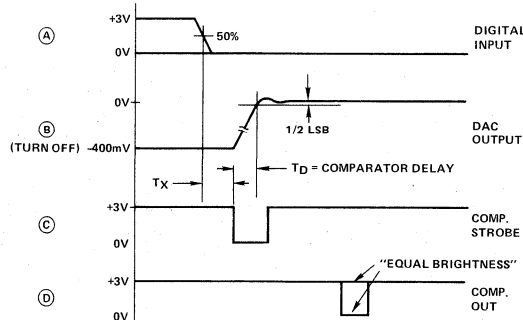 A
+3V
0V
50%
DIGITAL
INPUT
B
(TURN OFF)
0V
-400mV
1/2 LSB
DAC
OUTPUT
TX
TD = COMPARATOR DELAY
C
+3V
0V
COMP.
STROBE
D
+3V
0V
"EQUAL BRIGHTNESS"
COMP.
OUT